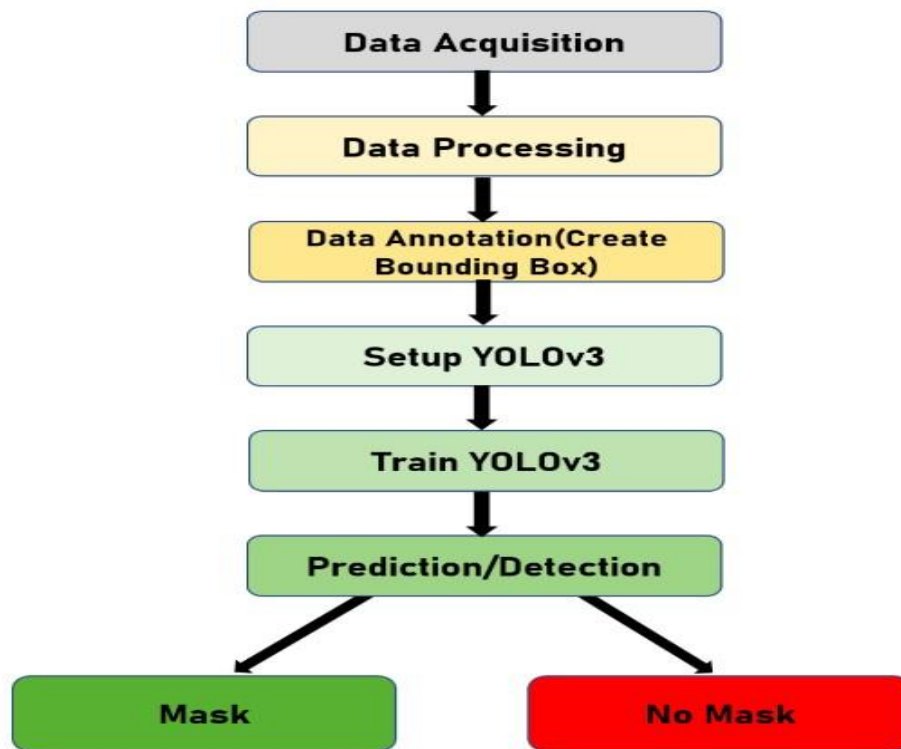 Data Acquisition
Data Processing
Data Annotation(Create
Bounding Box)
Setup YOLOv3
Train YOLOv3
Prediction/Detection
Mask
No Mask